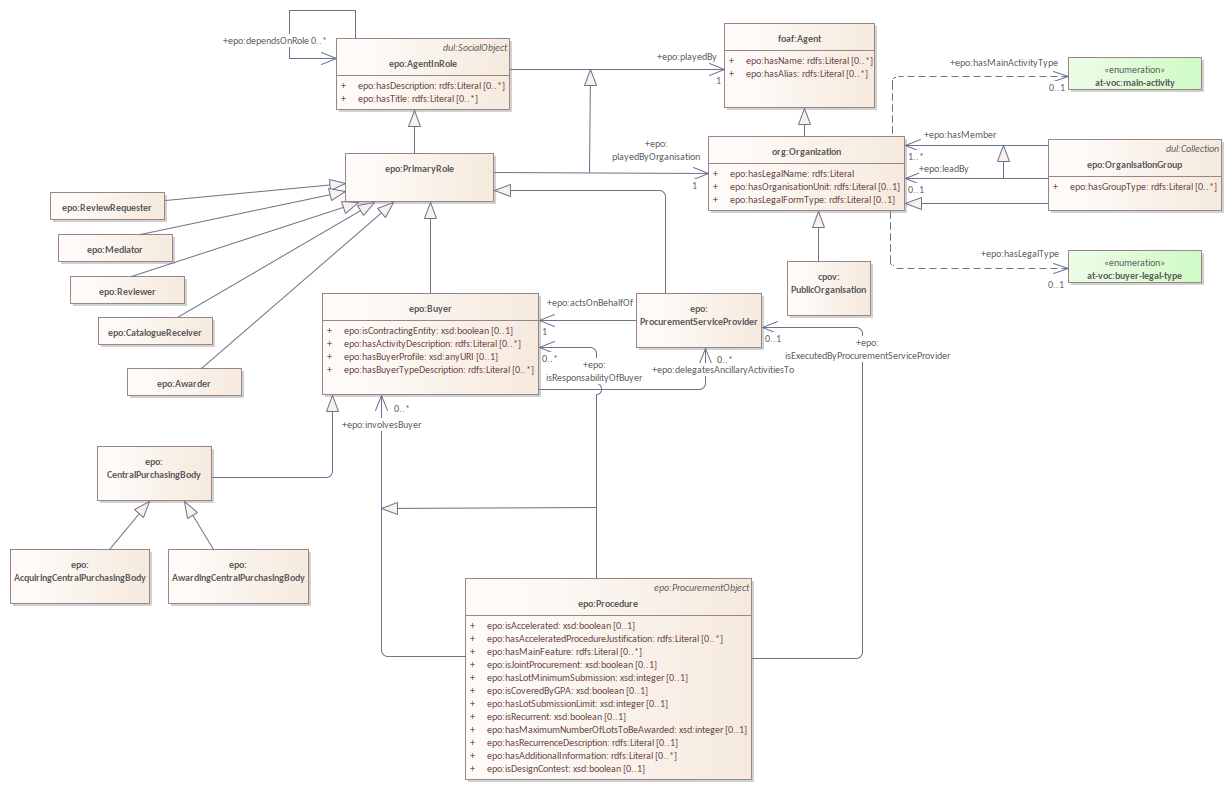 +epo:dependsOnRole 0..*
dul:SocialObject
epo:AgentInRole
+ epo:hasDescription: rdfs:Literal [0..*]
+ epo:hasTitle: rdfs:Literal [0..*]
+epo:playedBy
1
foaf:Agent
+ epo:hasName: rdfs:Literal [0..*]
+ epo:hasAlias: rdfs:Literal [0..*]
+epo:hasMainActivityType
0..1
«enumeration»
at-voc:main-activity
epo:PrimaryRole
+epo:
playedByOrganisation
1
org:Organization
+ epo:hasLegalName: rdfs:Literal
+ epo:hasOrganisationUnit: rdfs:Literal [0..1]
+ epo:hasLegalFormType: rdfs:Literal [0..1]
+epo:hasMember
1..*
+epo:leadBy
0..1
dul:Collection
epo:OrganisationGroup
+ epo:hasGroupType: rdfs:Literal [0..*]
epo:ReviewRequester
epo:Mediator
epo:Reviewer
epo:CatalogueReceiver
epo:Awarder
+epo:hasLegalType
0..1
«enumeration»
at-voc:buyer-legal-type
cpov:
PublicOrganisation
epo:Buyer
+ epo:isContractingEntity: xsd:boolean [0..1]
+ epo:hasActivityDescription: rdfs:Literal [0..*]
+ epo:hasBuyerProfile: xsd:anyURI [0..1]
+ epo:hasBuyerTypeDescription: rdfs:Literal [0..*]
+epo:actsOnBehalfOf
1
epo:
ProcurementServiceProvider
0..1
+epo:
isExecutedByProcurementServiceProvider
0..*
+epo:
isResponsabilityOfBuyer
0..*
+epo:delegatesAncillaryActivitiesTo
0..*
+epo:involvesBuyer
epo:
CentralPurchasingBody
epo:
AcquiringCentralPurchasingBody
epo:
AwardingCentralPurchasingBody
epo:ProcurementObject
epo:Procedure
+ epo:isAccelerated: xsd:boolean [0..1]
+ epo:hasAcceleratedProcedureJustification: rdfs:Literal [0..*]
+ epo:hasMainFeature: rdfs:Literal [0..*]
+ epo:isJointProcurement: xsd:boolean [0..1]
+ epo:hasLotMinimumSubmission: xsd:integer [0..1]
+ epo:isCoveredByGPA: xsd:boolean [0..1]
+ epo:hasLotSubmissionLimit: xsd:integer [0..1]
+ epo:isRecurrent: xsd:boolean [0..1]
+ epo:hasMaximumNumberOfLotsToBeAwarded: xsd:integer [0..1]
+ epo:hasRecurrenceDescription: rdfs:Literal [0..1]
+ epo:hasAdditionalInformation: rdfs:Literal [0..*]
+ epo:isDesignContest: xsd:boolean [0..1]